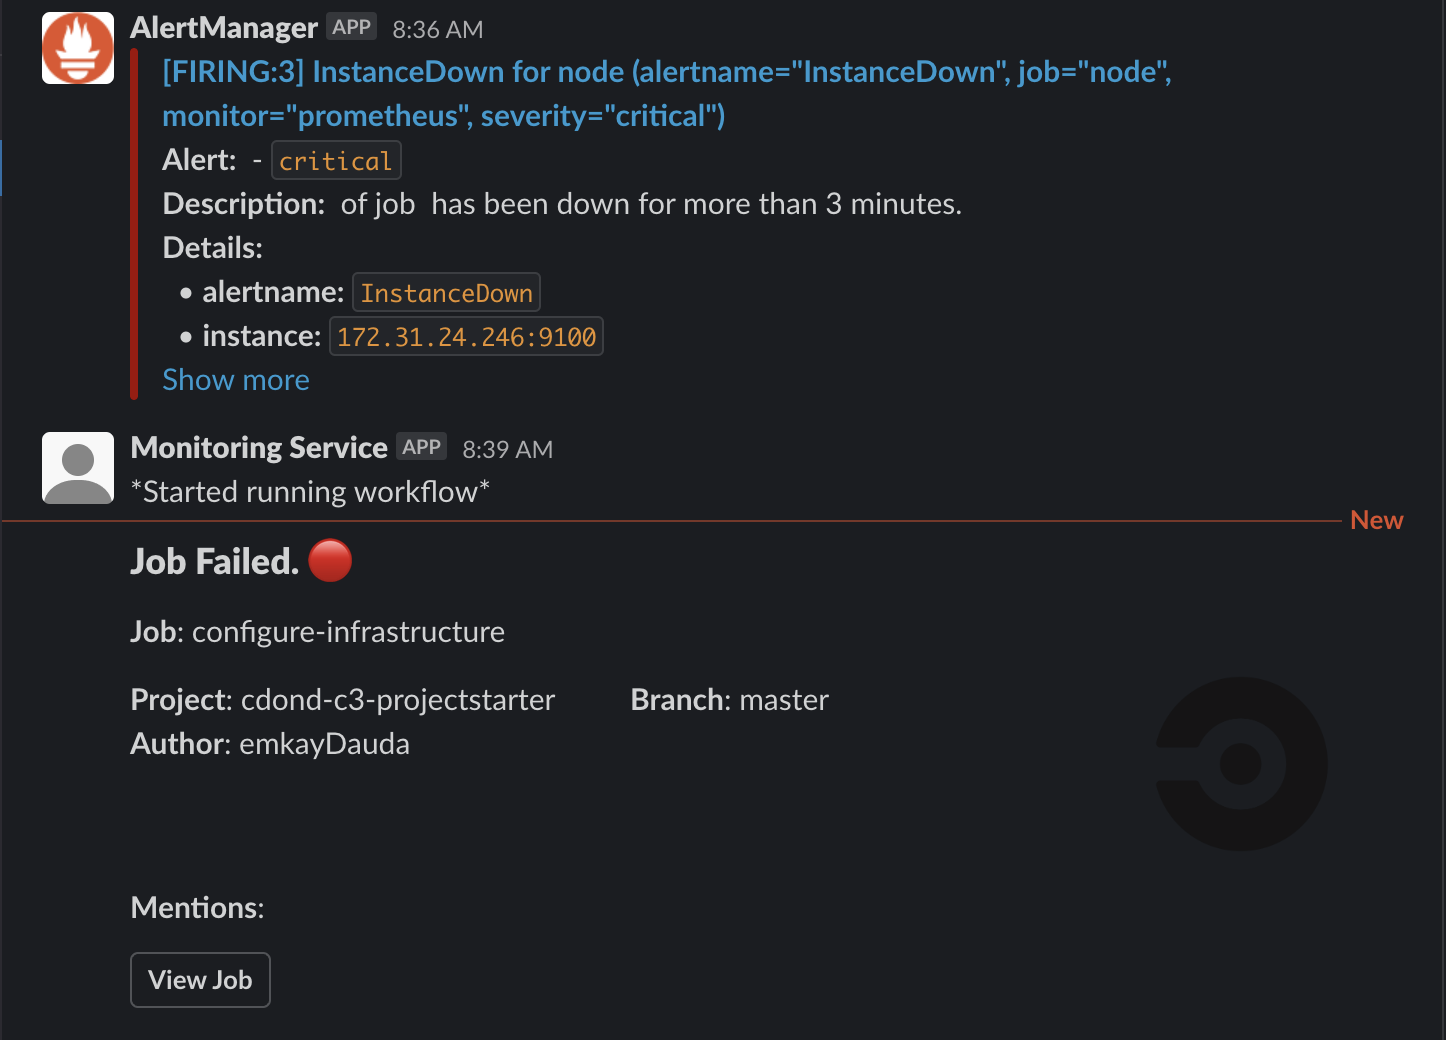 AlertManager APP 8:36 AM
[FIRING:3] InstanceDown for node (alertname="InstanceDown", job="node",
monitor="prometheus", severity="critical")
Alert: - critical
Description: of job has been down for more than 3 minutes.
Details:
• alertname: InstanceDown
• instance: 172.31.24.246:9100
Show more
Monitoring Service APP 8:39 AM
*Started running workflow*
New
Job Failed.
Job: configure-infrastructure
Project: cdond-c3-projectstarter Branch: master
Author: emkayDauda
Mentions:
View Job